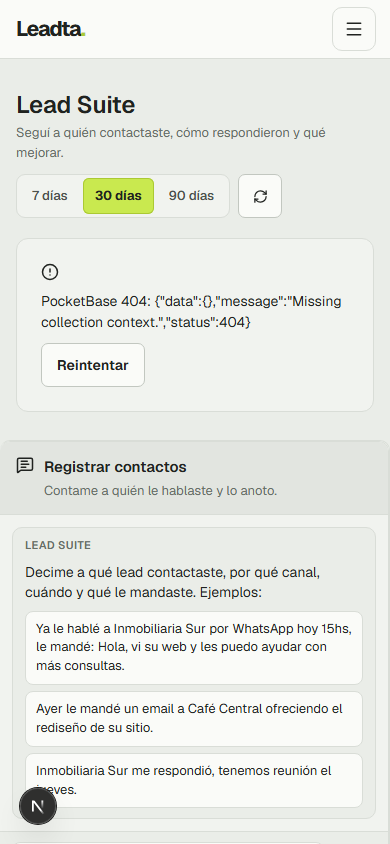 Leadta.
Lead Suite
Seguí a quién contactaste, cómo respondieron y qué
mejorar.
7 días
30 días
90 días
PocketBase 404: {"data":{},"message":"Missing
collection context.","status":404}
Reintentar
Registrar contactos
Contame a quién le hablaste y lo anoto.
LEAD SUITE
Decime a qué lead contactaste, por qué canal,
cuándo y qué le mandaste. Ejemplos:
Ya le hablé a Inmobiliaria Sur por WhatsApp hoy 15hs,
le mandé: Hola, vi su web y les puedo ayudar con
más consultas.
Ayer le mandé un email a Café Central ofreciendo el
rediseño de su sitio.
Inmobiliaria Sur me respondió, tenemos reunión el
N